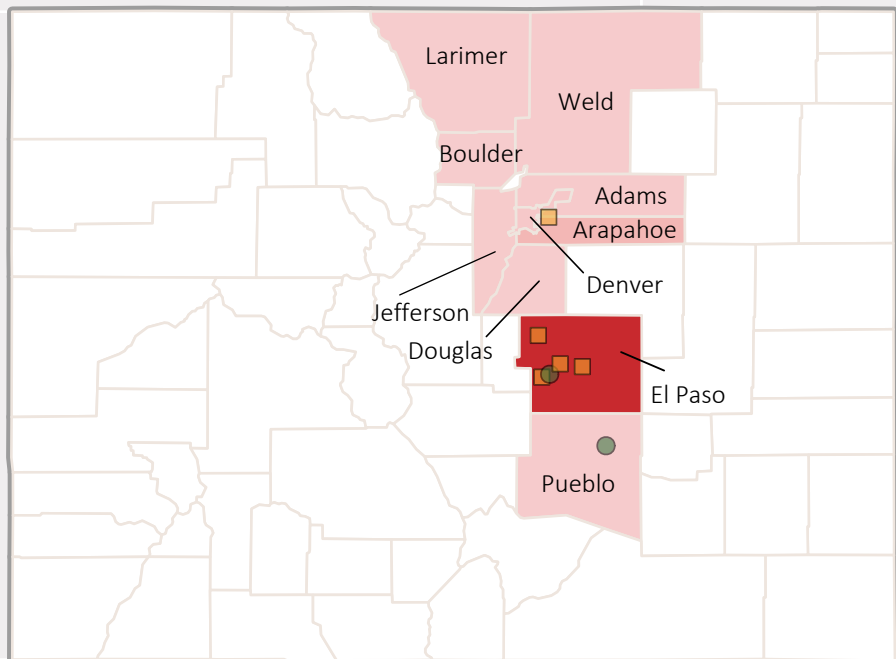 Larimer
Weld
Boulder
Adams
Arapahoe
Denver
Jefferson
Douglas
El Paso
Pueblo